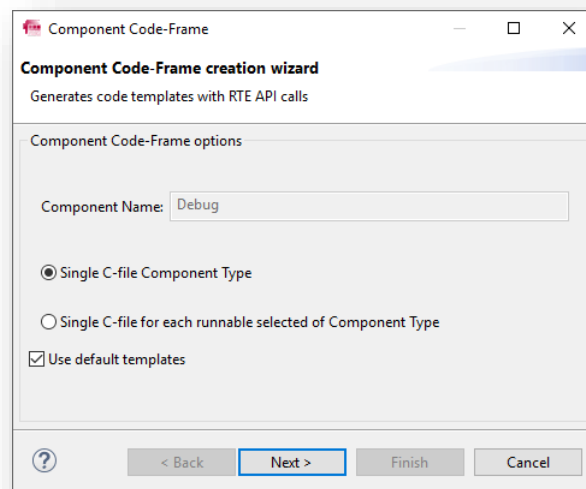 Component Code-Frame
Component Code-Frame creation wizard
Generates code templates with RTE API calls
Component Code-Frame options
Component Name: Debug
Single C-file Component Type
Single C-file for each runnable selected of Component Type
Use default templates
? < Back Next > Finish Cancel